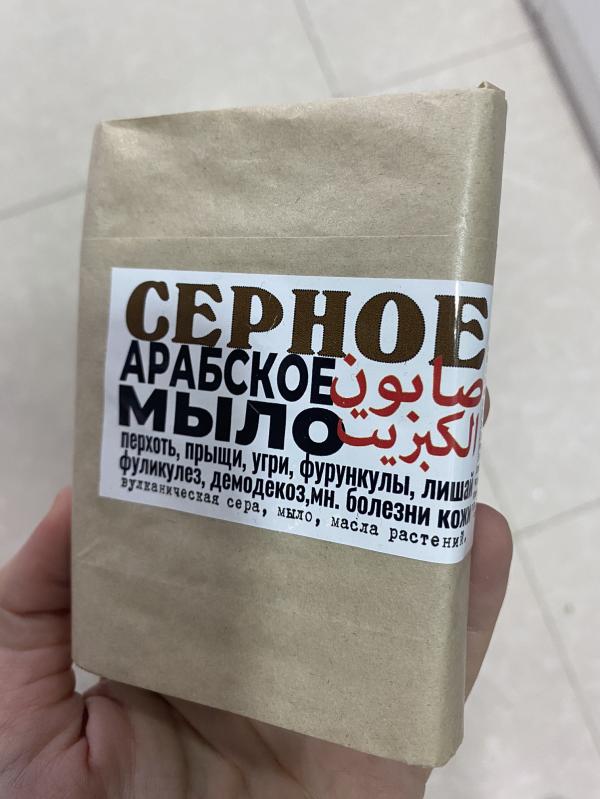 СЕРНОЕ
АРАБСКОЕ
МЫЛО
صابون
الكبريت
перхоть, прыщи, угри, фурункулы, лишай
фуликулез, демодекоз,мн. болезни кожи
вулканическая сера, мыло, масла растений.